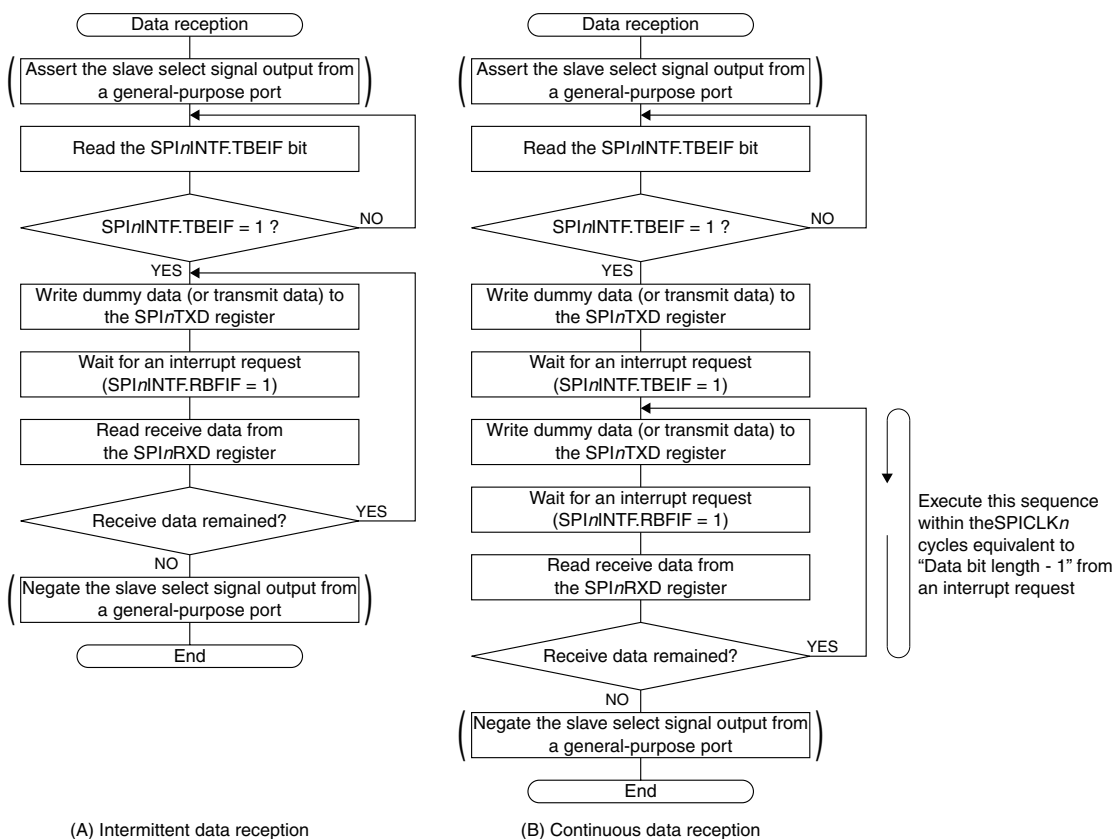 Data reception
(Assert the slave select signal output from
a general-purpose port)
Read the SPInINTF.TBEIF bit
SPInINTF.TBEIF = 1 ?
NO
YES
Write dummy data (or transmit data) to
the SPInTXD register
Wait for an interrupt request
(SPInINTF.RBFIF = 1)
Read receive data from
the SPInRXD register
Receive data remained?
YES
NO
(Negate the slave select signal output from
a general-purpose port)
End
(A) Intermittent data reception
Data reception
(Assert the slave select signal output from
a general-purpose port)
Read the SPInINTF.TBEIF bit
SPInINTF.TBEIF = 1 ?
NO
YES
Write dummy data (or transmit data) to
the SPInTXD register
Wait for an interrupt request
(SPInINTF.TBEIF = 1)
Write dummy data (or transmit data) to
the SPInTXD register
Wait for an interrupt request
(SPInINTF.RBFIF = 1)
Read receive data from
the SPInRXD register
Receive data remained?
YES
NO
(Negate the slave select signal output from
a general-purpose port)
End
Execute this sequence
within theSPICLKn
cycles equivalent to
“Data bit length - 1” from
an interrupt request
(B) Continuous data reception